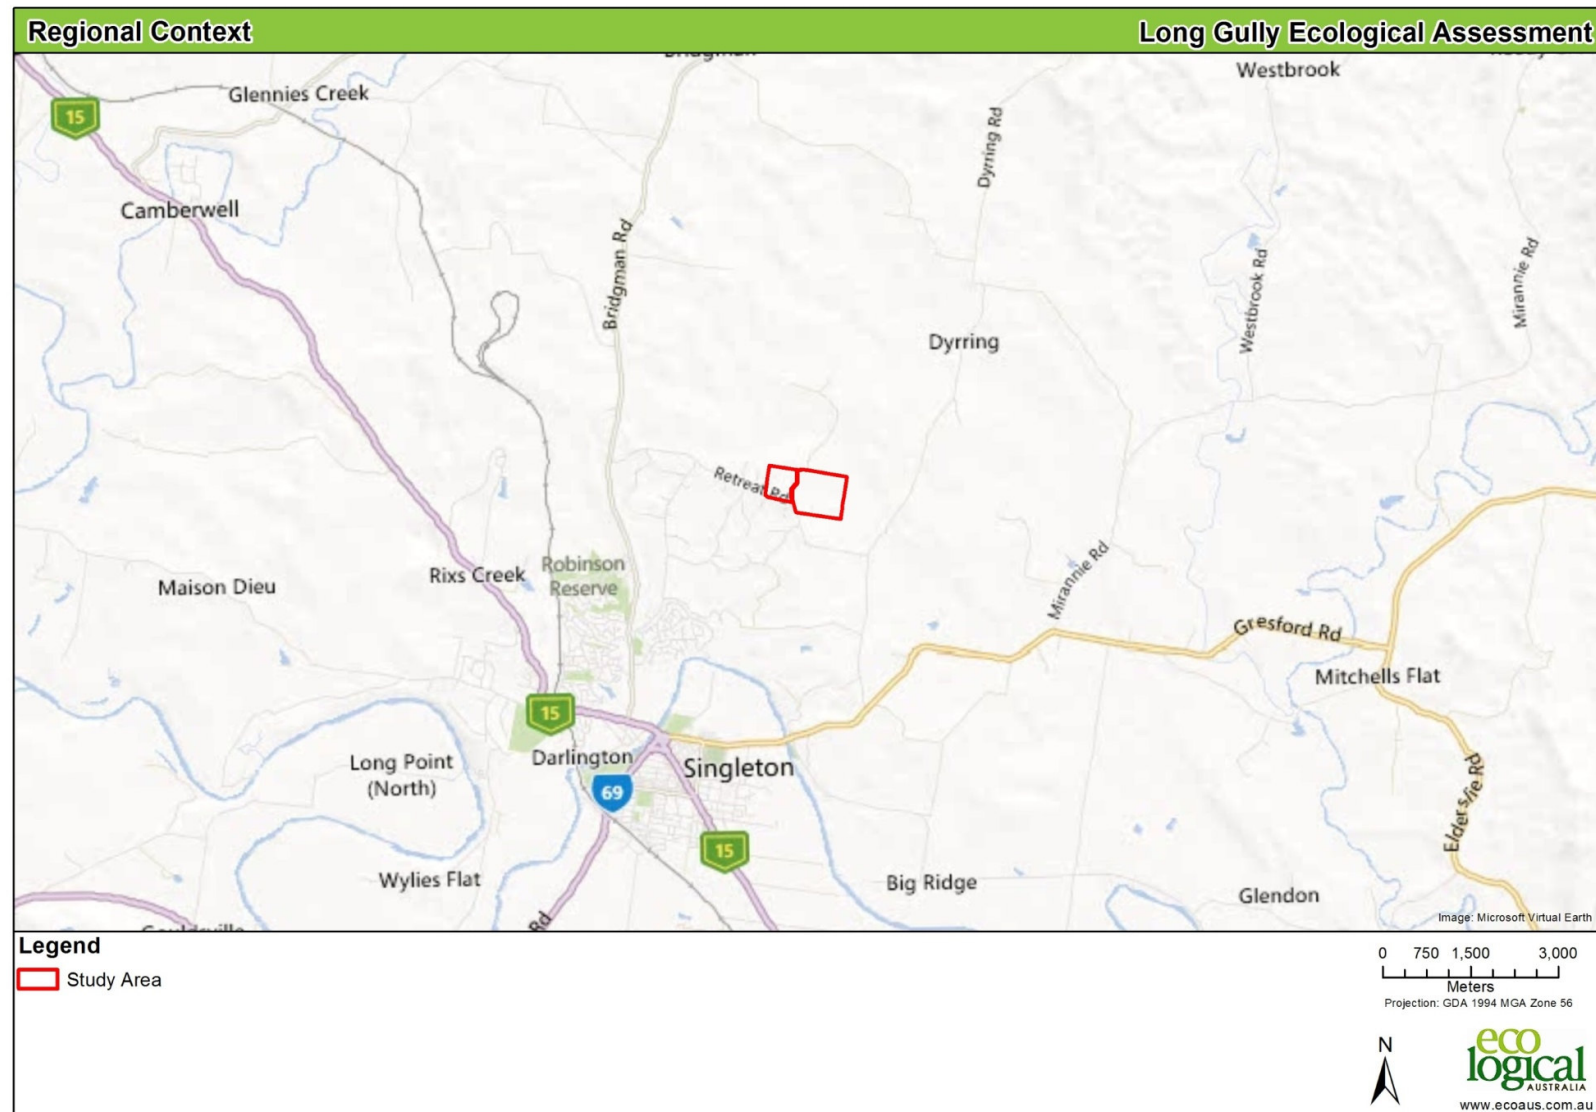 Regional Context
Long Gully Ecological Assessment
Westbrook
Glennies Creek
15
Dyrring Rd
Camberwell
Bridgman Rd
Westbrook Rd
Mirannie Rd
Dyrring
Retreat Rd
Robinson
Reserve
Rixs Creek
Maison Dieu
Mirannie Rd
Gresford Rd
Mitchells Flat
15
Long Point
(North)
Darlington
Singleton
69
Elderslie Rd
15
Wylies Flat
Big Ridge
Glendon
Rd
Image: Microsoft Virtual Earth
Legend
Study Area
0 750 1,500 3,000
Meters
Projection: GDA 1994 MGA Zone 56
N
eco
logical
AUSTRALIA
www.ecoaus.com.au